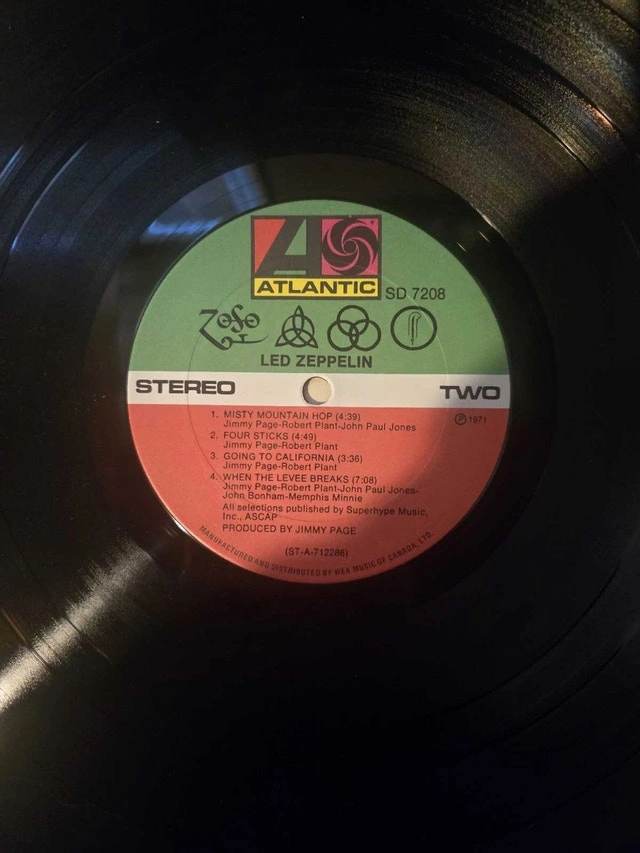 ATLANTIC
SD 7208
LED ZEPPELIN
STEREO
TWO
1. MISTY MOUNTAIN HOP (4:39)
Jimmy Page-Robert Plant-John Paul Jones
℗ 1971
2. FOUR STICKS (4:49)
Jimmy Page-Robert Plant
3. GOING TO CALIFORNIA (3:36)
Jimmy Page-Robert Plant
4. WHEN THE LEVEE BREAKS (7:08)
Jimmy Page-Robert Plant-John Paul Jones-
John Bonham-Memphis Minnie
All selections published by Superhype Music,
Inc., ASCAP
PRODUCED BY JIMMY PAGE
(ST-A-712286)
MANUFACTURED AND DISTRIBUTED BY WEA MUSIC OF CANADA, LTD.